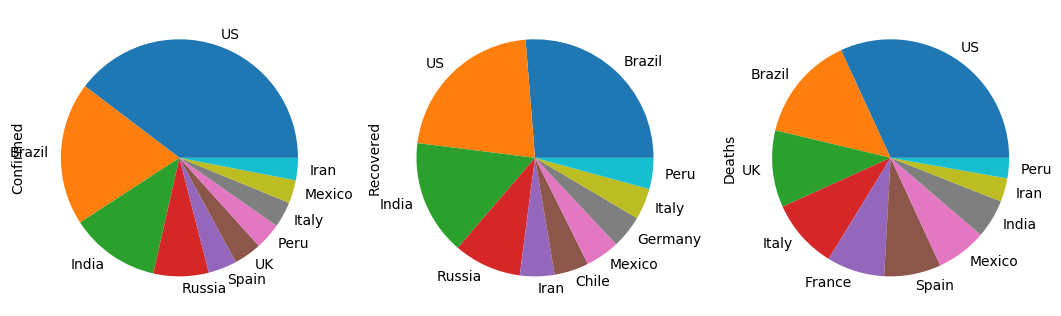 Confirmed
US
Brazil
India
Russia
Spain
UK
Peru
Italy
Mexico
Iran
Recovered
Brazil
US
India
Russia
Iran
Chile
Mexico
Germany
Italy
Peru
Deaths
US
Brazil
UK
Italy
France
Spain
Mexico
India
Iran
Peru